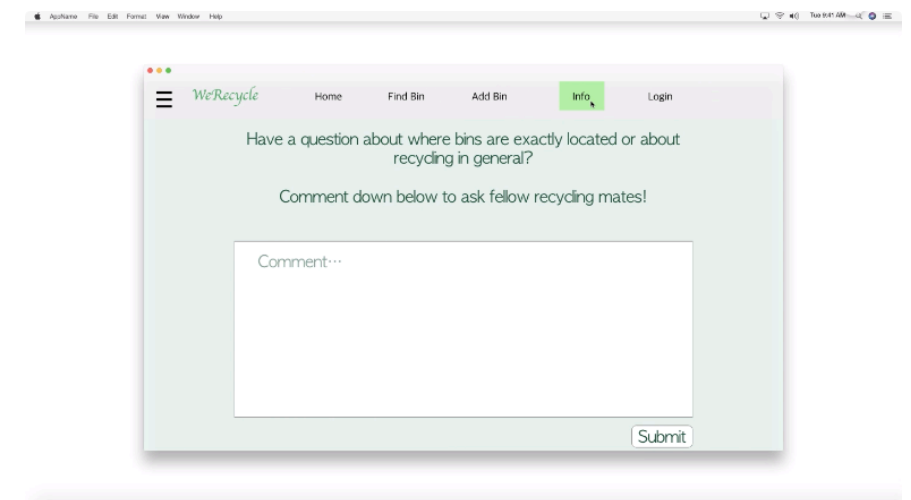 AppName File Edit Format View Window Help
WeRecycle Home Find Bin Add Bin Info Login
Have a question about where bins are exactly located or about
recycling in general?
Comment down below to ask fellow recycling mates!
Comment…
Submit